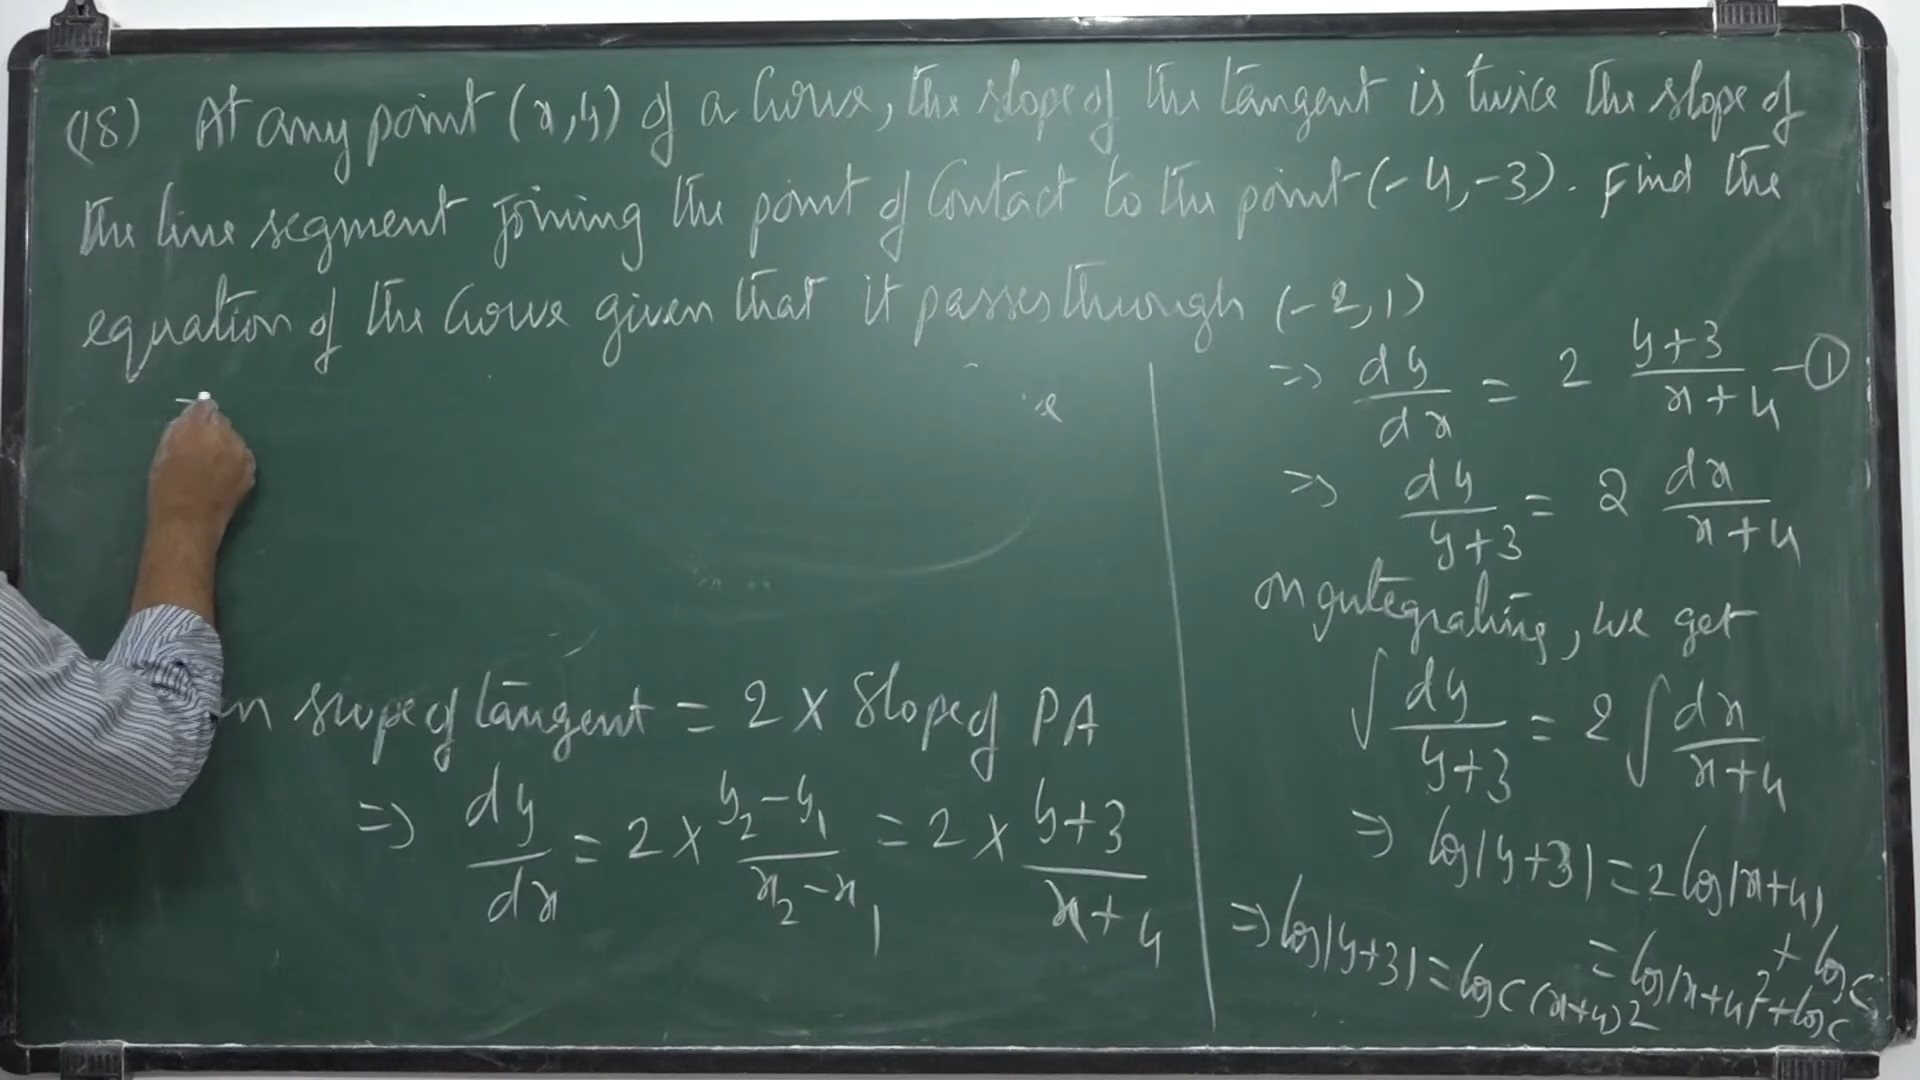 (18) At any point (x,y) of a curve, the slope of the tangent is twice the slope of
the line segment joining the point of contact to the point (-4,-3). Find the
equation of the curve given that it passes through (-2,1)
slope of tangent = 2 × Slope of PA
=> dy/dx = 2 × y₂-y₁/x₂-x₁ = 2 × y+3/x+4
=> dy/dx = 2 y+3/x+4 - ①
=> dy/y+3 = 2 dx/x+4
on integrating, we get
∫ dy/y+3 = 2 ∫ dx/x+4
=> log|y+3| = 2 log|x+4| + log C
= log|x+4|² + log C
=> log|y+3| = log C (x+4)²